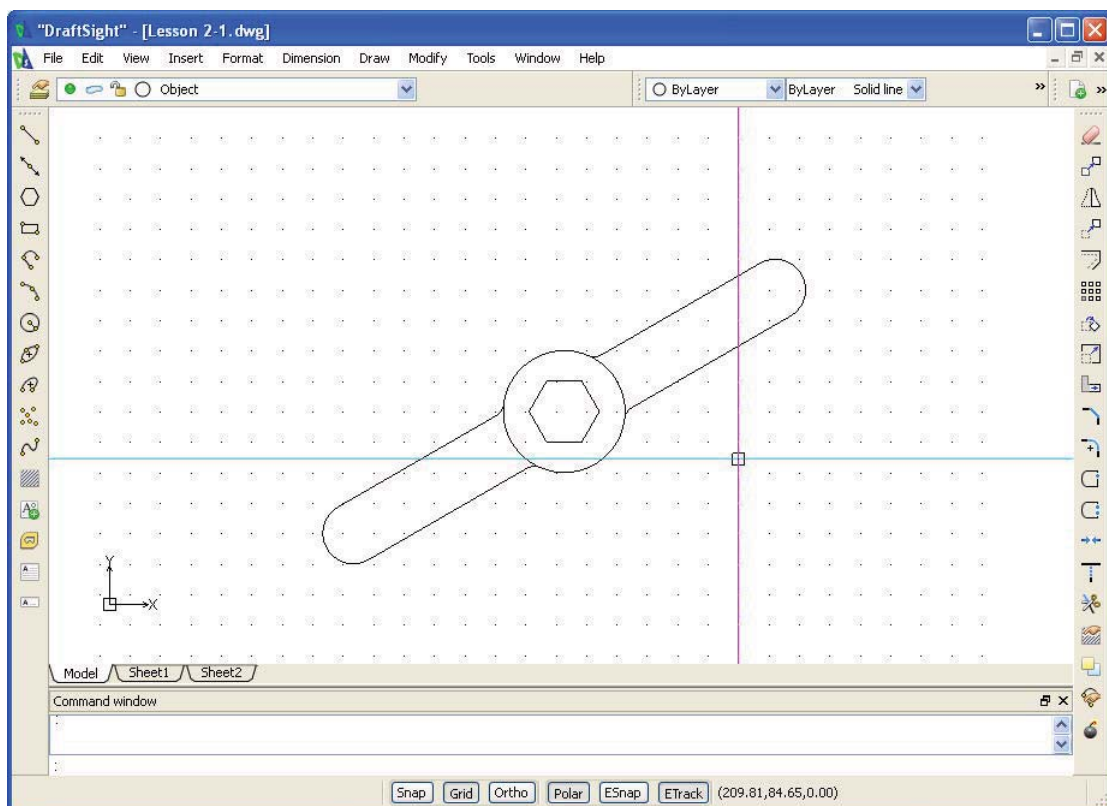 "DraftSight" - [Lesson 2-1.dwg]
File Edit View Insert Format Dimension Draw Modify Tools Window Help
Object ByLayer ByLayer Solid line » »
Y
X
Model Sheet1 Sheet2
Command window
:
:
Snap Grid Ortho Polar ESnap ETrack (209.81,84.65,0.00)